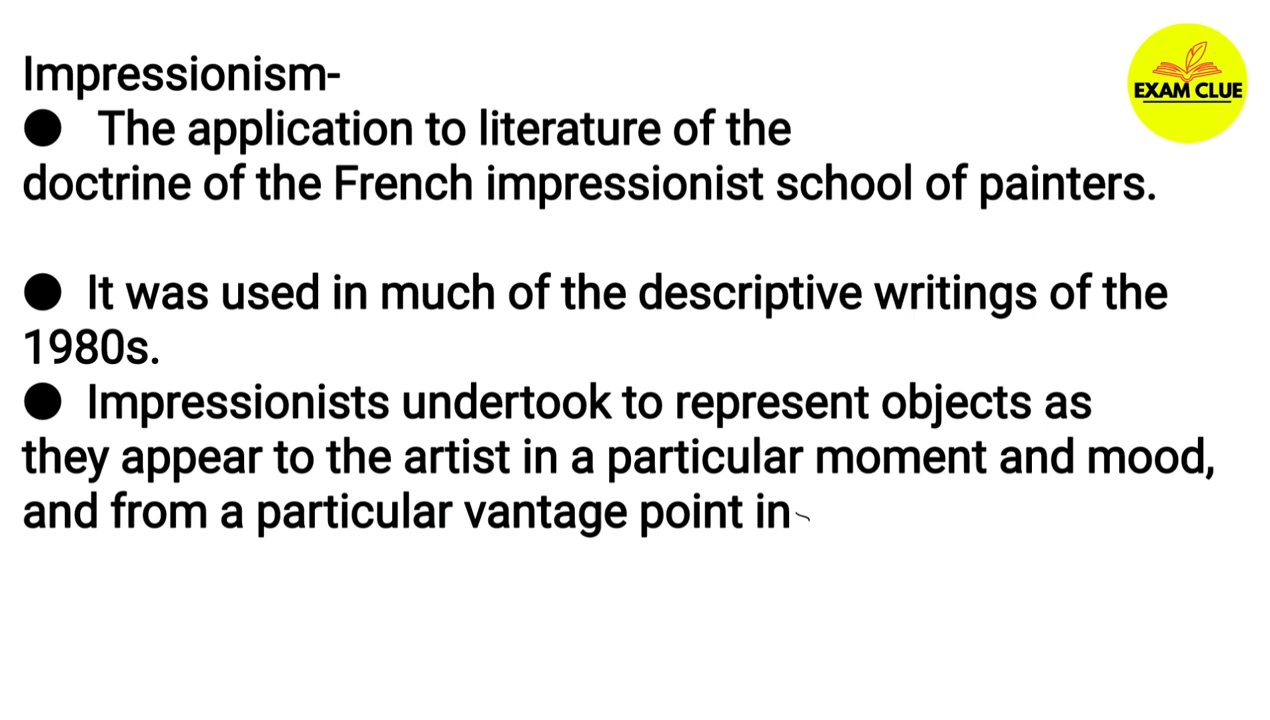 Impressionism-
EXAM CLUE
● The application to literature of the
doctrine of the French impressionist school of painters.
● It was used in much of the descriptive writings of the
1980s.
● Impressionists undertook to represent objects as
they appear to the artist in a particular moment and mood,
and from a particular vantage point in